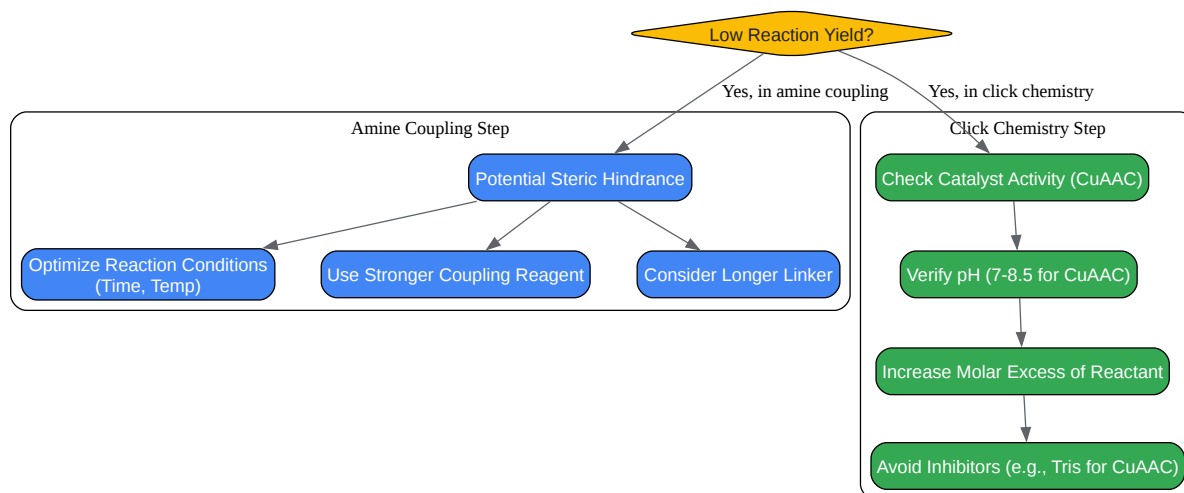 Low Reaction Yield?
Yes, in amine coupling
Yes, in click chemistry
Amine Coupling Step
Potential Steric Hindrance
Optimize Reaction Conditions
(Time, Temp)
Use Stronger Coupling Reagent
Consider Longer Linker
Click Chemistry Step
Check Catalyst Activity (CuAAC)
Verify pH (7-8.5 for CuAAC)
Increase Molar Excess of Reactant
Avoid Inhibitors (e.g., Tris for CuAAC)